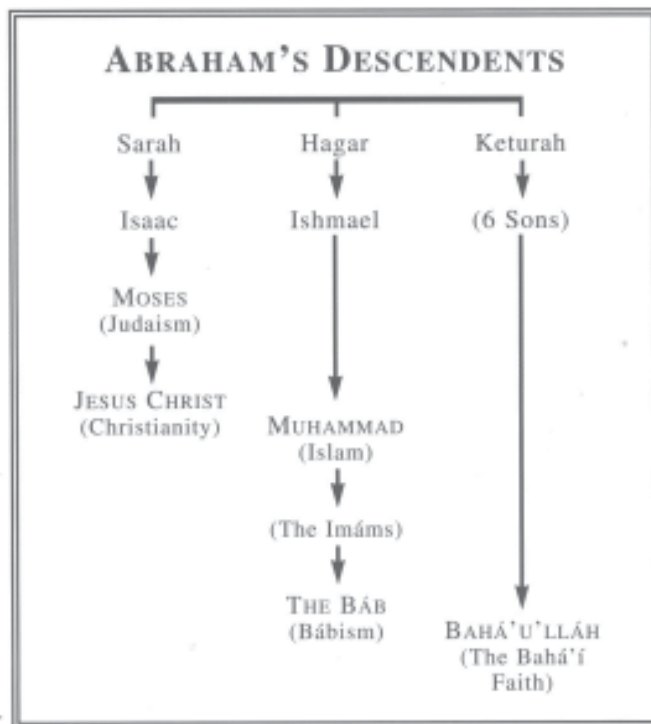 ABRAHAM'S DESCENDENTS
Sarah
Hagar
Keturah
Isaac
Ishmael
(6 Sons)
MOSES
(Judaism)
JESUS CHRIST
(Christianity)
MUHAMMAD
(Islam)
(The Imáms)
THE BÁB
(Bábism)
BAHÁ'U'LLÁH
(The Bahá'í
Faith)